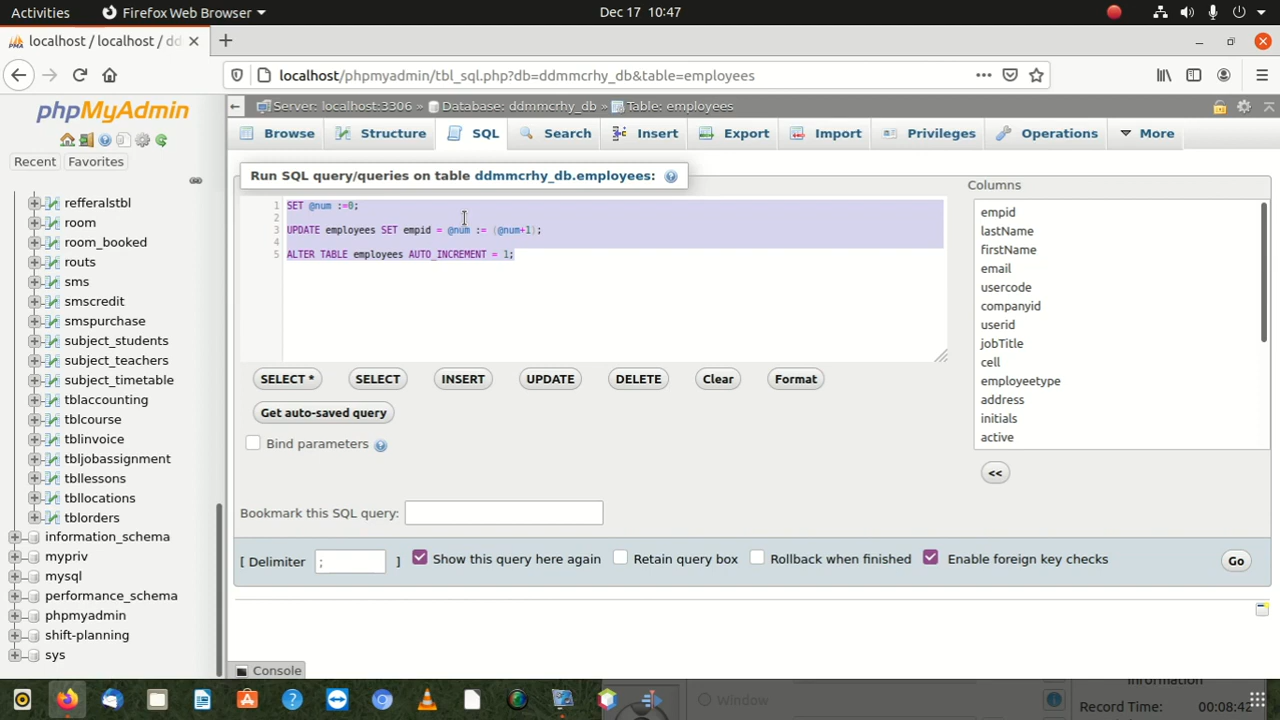 Activities
Firefox Web Browser
Dec 17 10:47
localhost / localhost / dd
localhost/phpmyadmin/tbl_sql.php?db=ddmmcrhy_db&table=employees
phpMyAdmin
Recent
Favorites
refferalstbl
room
room_booked
routs
sms
smscredit
smspurchase
subject_students
subject_teachers
subject_timetable
tblaccounting
tblcourse
tblinvoice
tbljobassignment
tbllessons
tbllocations
tblorders
information_schema
mypriv
mysql
performance_schema
phpmyadmin
shift-planning
sys
Server: localhost:3306 » Database: ddmmcrhy_db » Table: employees
Browse
Structure
SQL
Search
Insert
Export
Import
Privileges
Operations
More
Run SQL query/queries on table ddmmcrhy_db.employees:
1 SET @num :=0;
2
3 UPDATE employees SET empid = @num := (@num+1);
4
5 ALTER TABLE employees AUTO_INCREMENT = 1;
Columns
empid
lastName
firstName
email
usercode
companyid
userid
jobTitle
cell
employeetype
address
initials
active
<<
SELECT *
SELECT
INSERT
UPDATE
DELETE
Clear
Format
Get auto-saved query
Bind parameters
Bookmark this SQL query:
[ Delimiter ; ]
Show this query here again
Retain query box
Rollback when finished
Enable foreign key checks
Go
Console
Window
Information
Record Time: 00:08:42